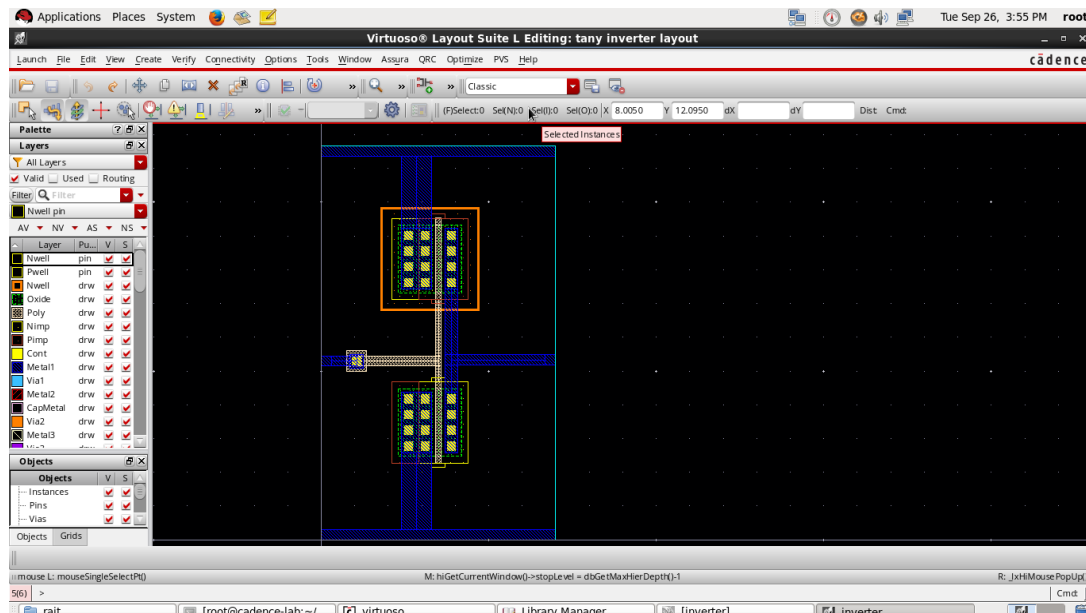 Applications Places System Tue Sep 26, 3:55 PM root
Virtuoso® Layout Suite L Editing: tany inverter layout
Launch File Edit View Create Verify Connectivity Options Tools Window Assura QRC Optimize PVS Help cādence
» » » Classic
» (F)Select:0 Sel(N):0 Sel(I):0 Sel(O):0 X 8.0050 Y 12.0950 dX dY Dist Cmd:
Selected Instances
Palette
Layers
All Layers
Valid Used Routing
Filter Filter
Nwell pin
AV NV AS NS
Layer Pu... V S
Nwell pin
Pwell pin
Nwell drw
Oxide drw
Poly drw
Nimp drw
Pimp drw
Cont drw
Metal1 drw
Via1 drw
Metal2 drw
CapMetal drw
Via2 drw
Metal3 drw
Objects
Objects V S
Instances
Pins
Vias
Objects Grids
mouse L: mouseSingleSelectPt() M: hiGetCurrentWindow()->stopLevel = dbGetMaxHierDepth()-1 R: _lxHiMousePopUp(
5(6) > Cmd:
rait [root@cadence-lab:~/ virtuoso Library Manager [inverter] inverter